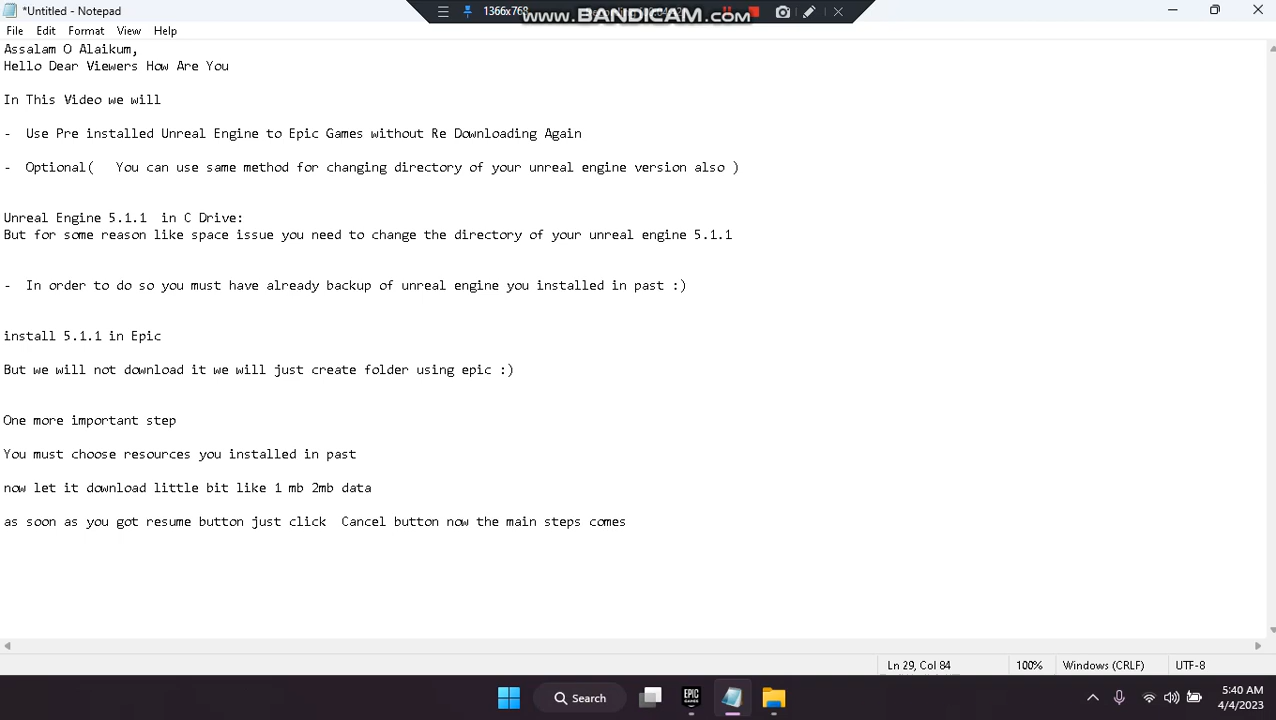 *Untitled - Notepad
1366x768
www.BANDICAM.com
File Edit Format View Help
Assalam O Alaikum,
Hello Dear Viewers How Are You
In This Video we will
- Use Pre installed Unreal Engine to Epic Games without Re Downloading Again
- Optional( You can use same method for changing directory of your unreal engine version also )
Unreal Engine 5.1.1 in C Drive:
But for some reason like space issue you need to change the directory of your unreal engine 5.1.1
- In order to do so you must have already backup of unreal engine you installed in past :)
install 5.1.1 in Epic
But we will not download it we will just create folder using epic :)
One more important step
You must choose resources you installed in past
now let it download little bit like 1 mb 2mb data
as soon as you got resume button just click Cancel button now the main steps comes
Ln 29, Col 84 100% Windows (CRLF) UTF-8
Search
EPIC GAMES
5:40 AM
4/4/2023